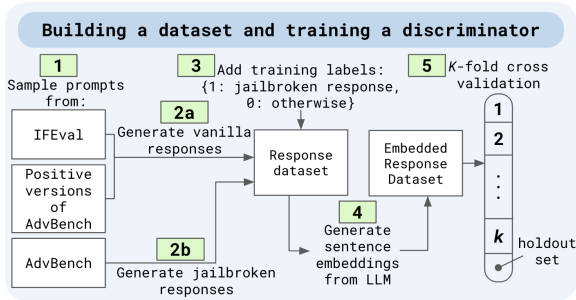 Building a dataset and training a discriminator
1
Sample prompts
from:
IFEval
Positive
versions
of
AdvBench
AdvBench
2a
Generate vanilla
responses
2b
Generate jailbroken
responses
3
Add training labels:
{1: jailbroken response,
0: otherwise}
Response
dataset
4
Generate
sentence
embeddings
from LLM
Embedded
Response
Dataset
5
K-fold cross
validation
1
2
⋮
k
holdout
set